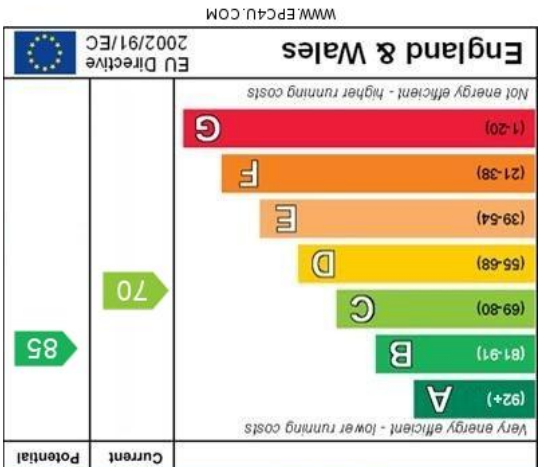 Current Potential
Very energy efficient - lower running costs
(92+) A
(81-91) B
85
(69-80) C
70
(55-68) D
(39-54) E
(21-38) F
(1-20) G
Not energy efficient - higher running costs
England & Wales
EU Directive
2002/91/EC
WWW.EPC4U.COM